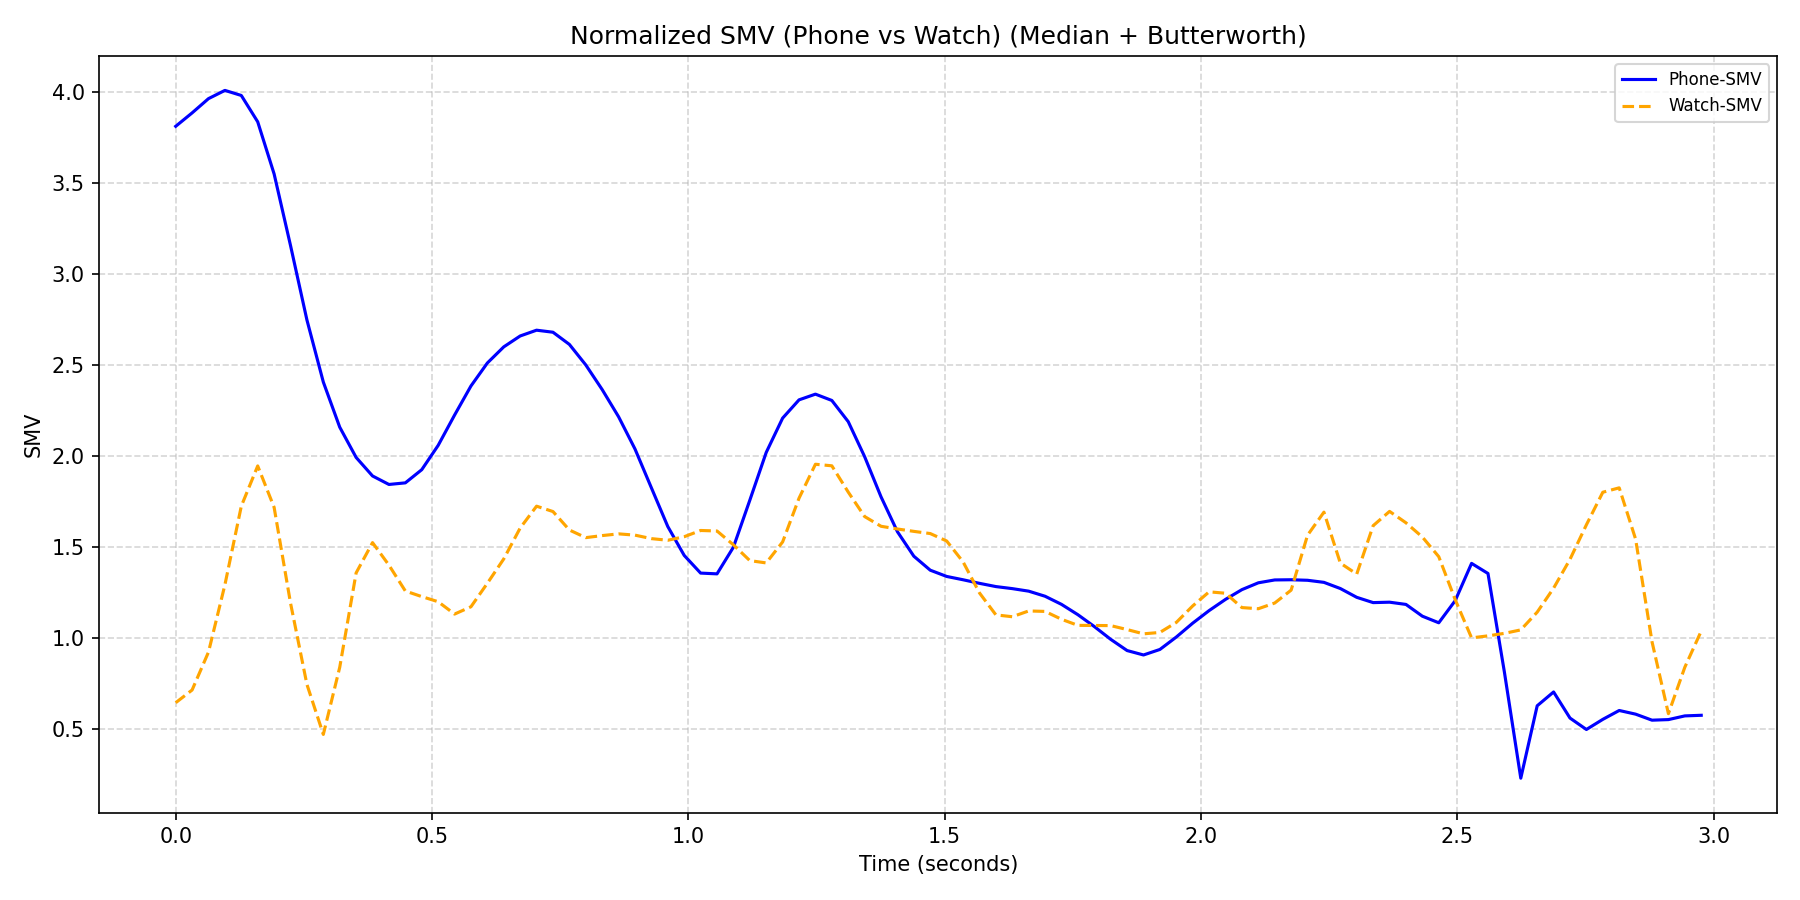 Normalized SMV (Phone vs Watch) (Median + Butterworth)
Phone-SMV
Watch-SMV
4.0
3.5
3.0
2.5
2.0
1.5
1.0
0.5
SMV
0.0 0.5 1.0 1.5 2.0 2.5 3.0
Time (seconds)